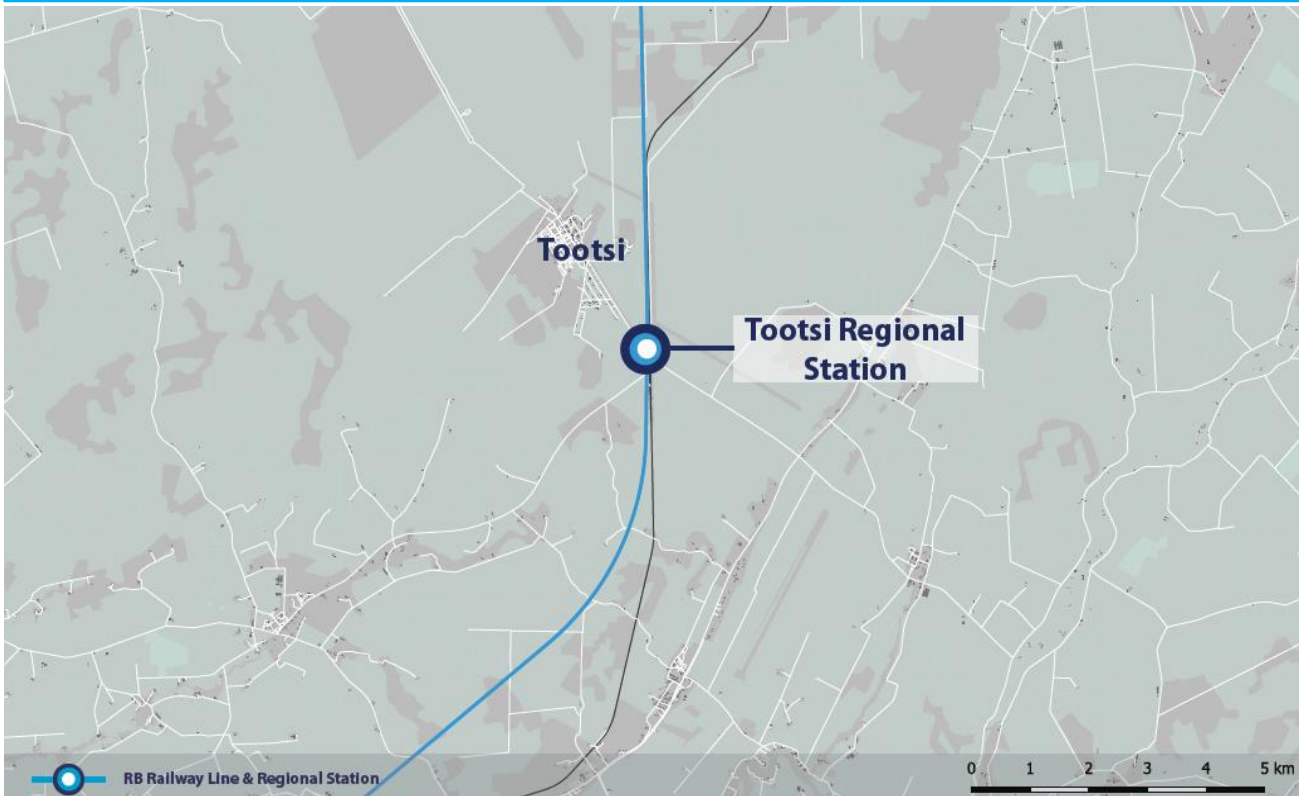 Tootsi
Tootsi Regional
Station
RB Railway Line & Regional Station
0 1 2 3 4 5 km